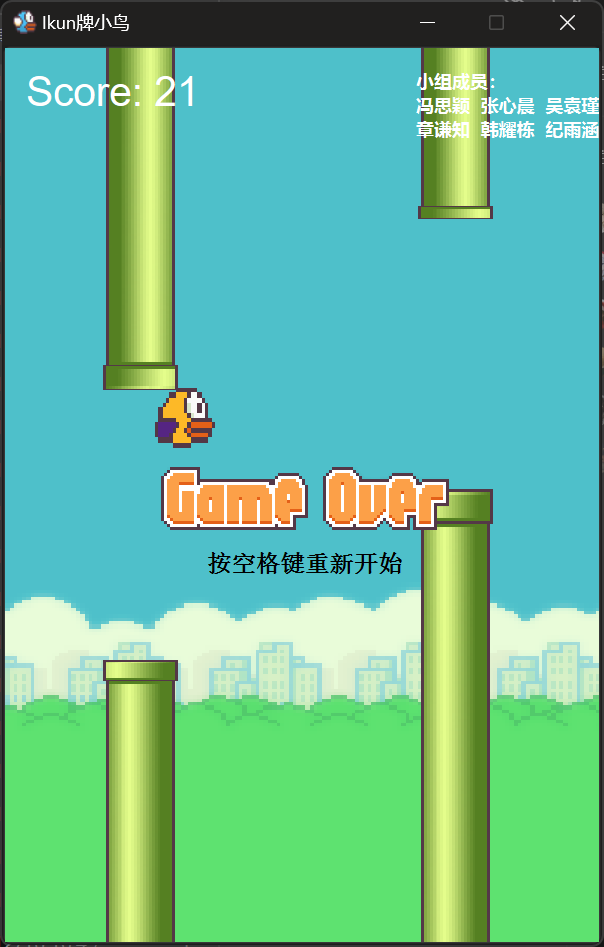 Ikun牌小鸟
Score: 21
小组成员：
冯思颖 张心晨 吴袁瑾
章谦知 韩耀栋 纪雨涵
Game Over
按空格键重新开始